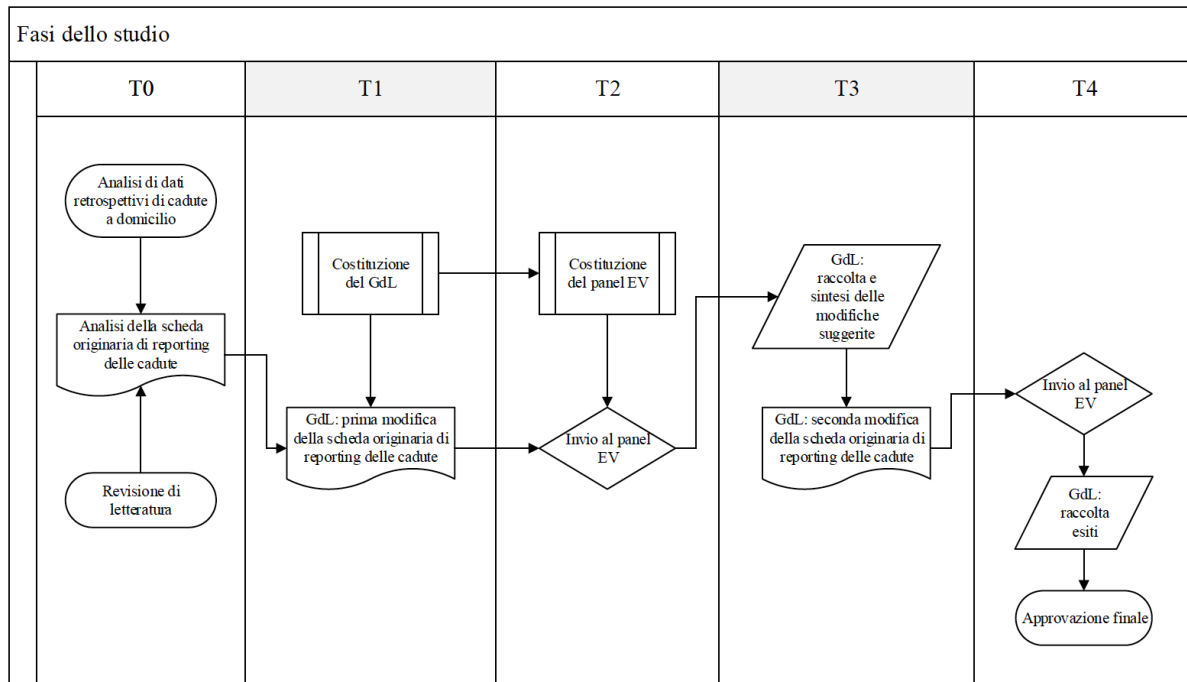 Fasi dello studio
T0
T1
T2
T3
T4
Analisi di dati
retrospettivi di cadute
a domicilio
Analisi della scheda
originaria di reporting
delle cadute
Revisione di
letteratura
Costituzione
del GdL
GdL: prima modifica
della scheda originaria di
reporting delle cadute
Costituzione
del panel EV
Invio al panel
EV
GdL:
raccolta e
sintesi delle
modifiche
suggerite
GdL: seconda modifica
della scheda originaria di
reporting delle cadute
Invio al panel
EV
GdL:
raccolta
esiti
Approvazione finale